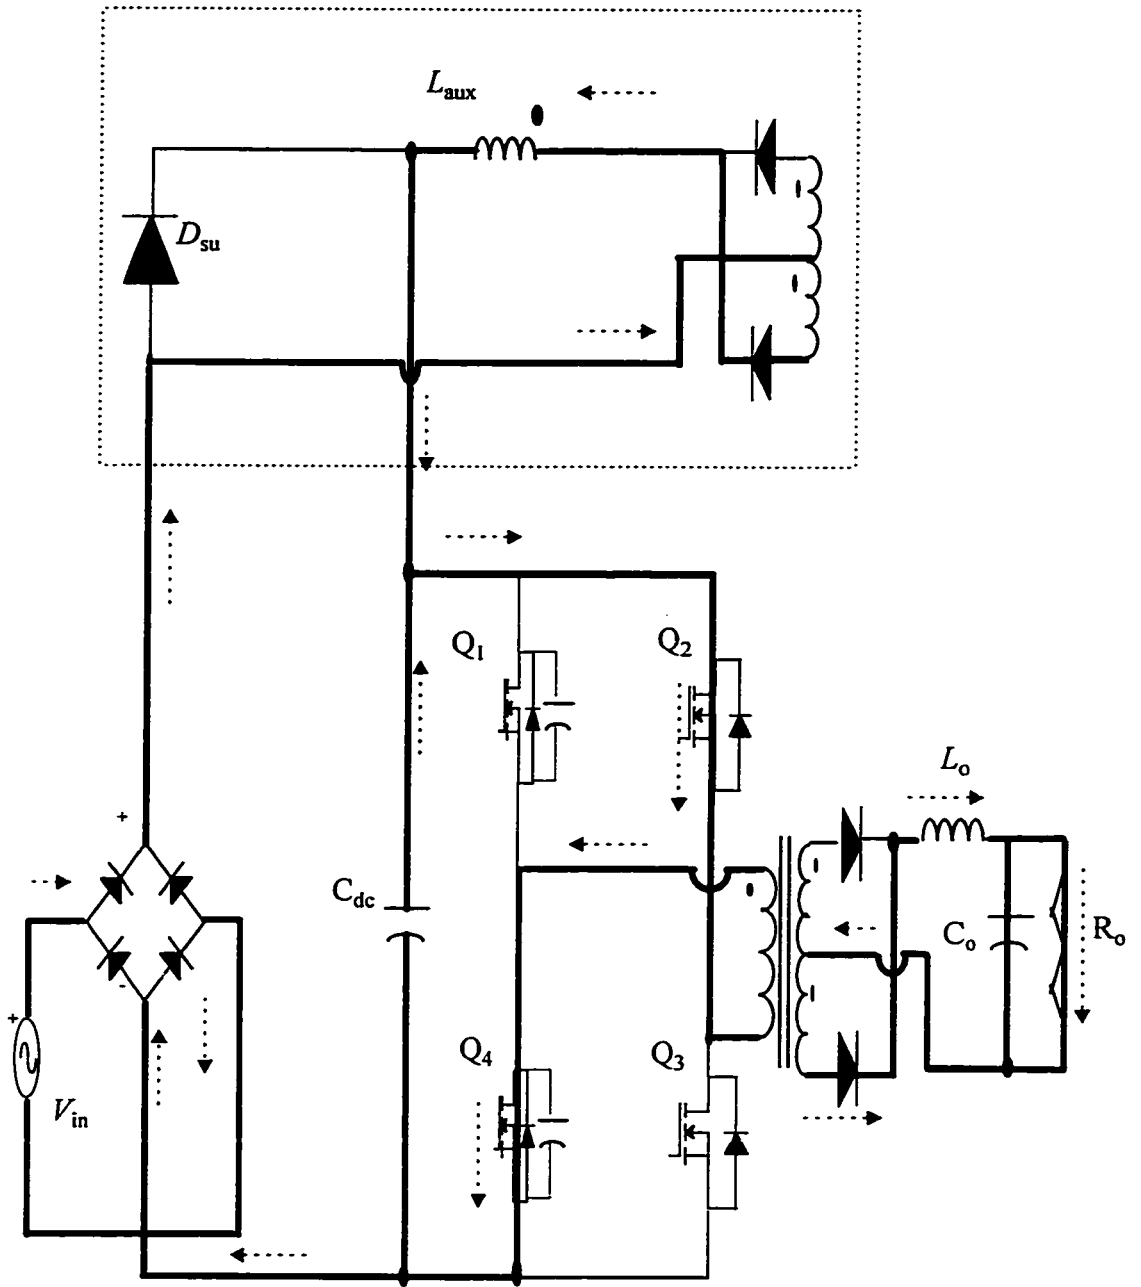 L_aux
D_su
Q_1
Q_2
L_o
+
C_dc
C_o
R_o
-
+
Q_4
Q_3
V_in